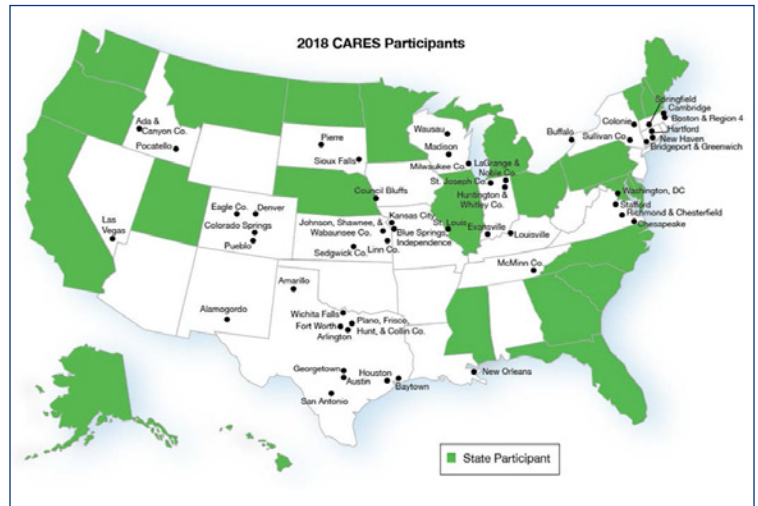 2018 CARES Participants
Ada &
Canyon Co.
Pocatello
Las
Vegas
Pierre
Sioux Falls
Eagle Co.
Denver
Colorado Springs
Pueblo
Alamogordo
Amarillo
Council Bluffs
Johnson, Shawnee, &
Wabaunsee Co.
Sedgwick Co.
Linn Co.
Kansas City
Blue Springs,
Independence
St. Louis
Wichita Falls
Fort Worth
Arlington
Plano, Frisco,
Hunt, & Collin Co.
Georgetown
Austin
San Antonio
Houston
Baytown
New Orleans
Wausau
Madison
Milwaukee Co.
LaGrange &
Noble Co.
St. Joseph Co.
Huntington &
Whitley Co.
Evansville
Louisville
McMinn Co.
Buffalo
Colonie
Sullivan Co.
Springfield
Cambridge
Boston & Region 4
Hartford
New Haven
Bridgeport & Greenwich
Washington, DC
Stafford
Richmond & Chesterfield
Chesapeake
State Participant